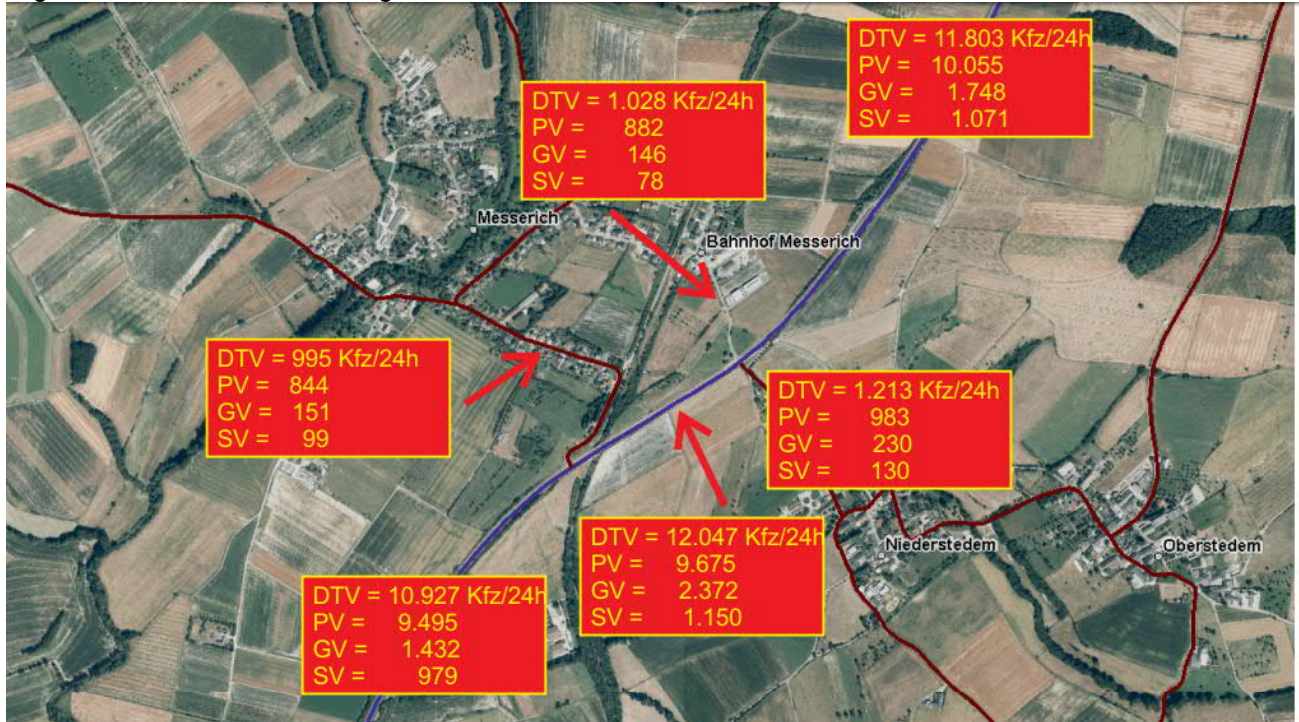 DTV = 11.803 Kfz/24h
PV = 10.055
GV = 1.748
SV = 1.071
DTV = 1.028 Kfz/24h
PV = 882
GV = 146
SV = 78
Messerich
Bahnhof Messerich
DTV = 995 Kfz/24h
PV = 844
GV = 151
SV = 99
DTV = 1.213 Kfz/24h
PV = 983
GV = 230
SV = 130
DTV = 12.047 Kfz/24h
PV = 9.675
GV = 2.372
SV = 1.150
Niederstedem
Oberstedem
DTV = 10.927 Kfz/24h
PV = 9.495
GV = 1.432
SV = 979